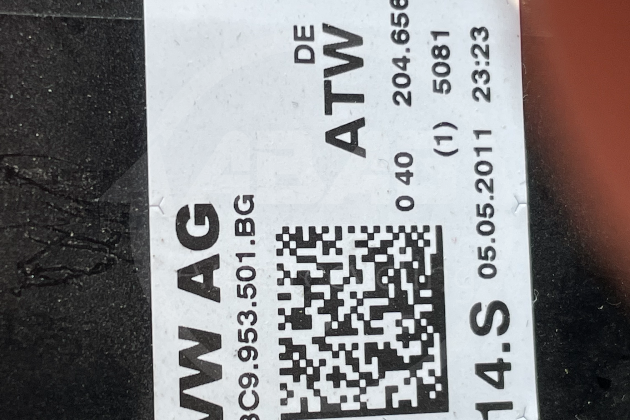 VW AG
3C9.953.501.BG
DE
ATW
0 40 204.656
(1) 5081
14.S 05.05.2011 23:23